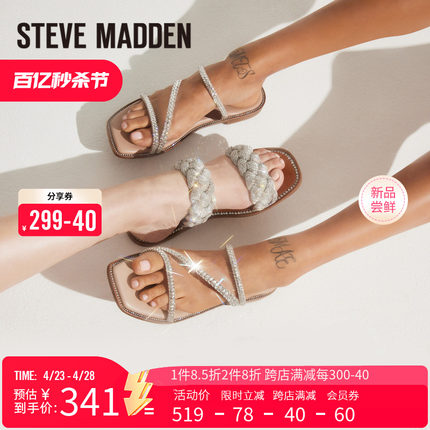 STEVE MADDEN
百亿秒杀节
分享券
¥299-40
新品
尝鲜
TIME: 4/23 - 4/28
1件8.5折2件8折 跨店满减每300-40
预估 ¥
到手价: 341 =
活动价 限时立减 跨店满减 会员券
519 - 78 - 40 - 60